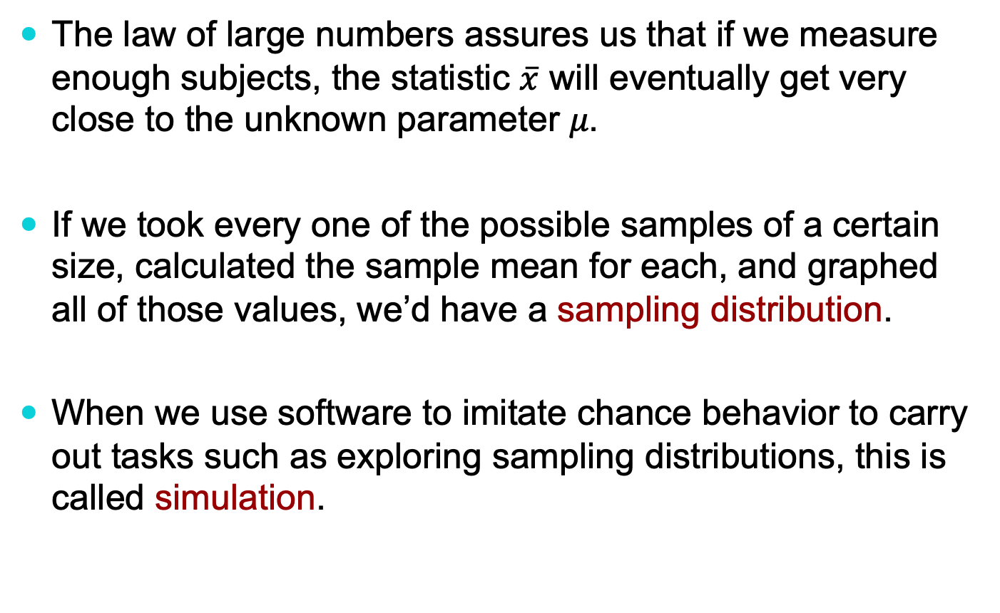 • The law of large numbers assures us that if we measure
enough subjects, the statistic x̄ will eventually get very
close to the unknown parameter μ.
• If we took every one of the possible samples of a certain
size, calculated the sample mean for each, and graphed
all of those values, we’d have a sampling distribution.
• When we use software to imitate chance behavior to carry
out tasks such as exploring sampling distributions, this is
called simulation.